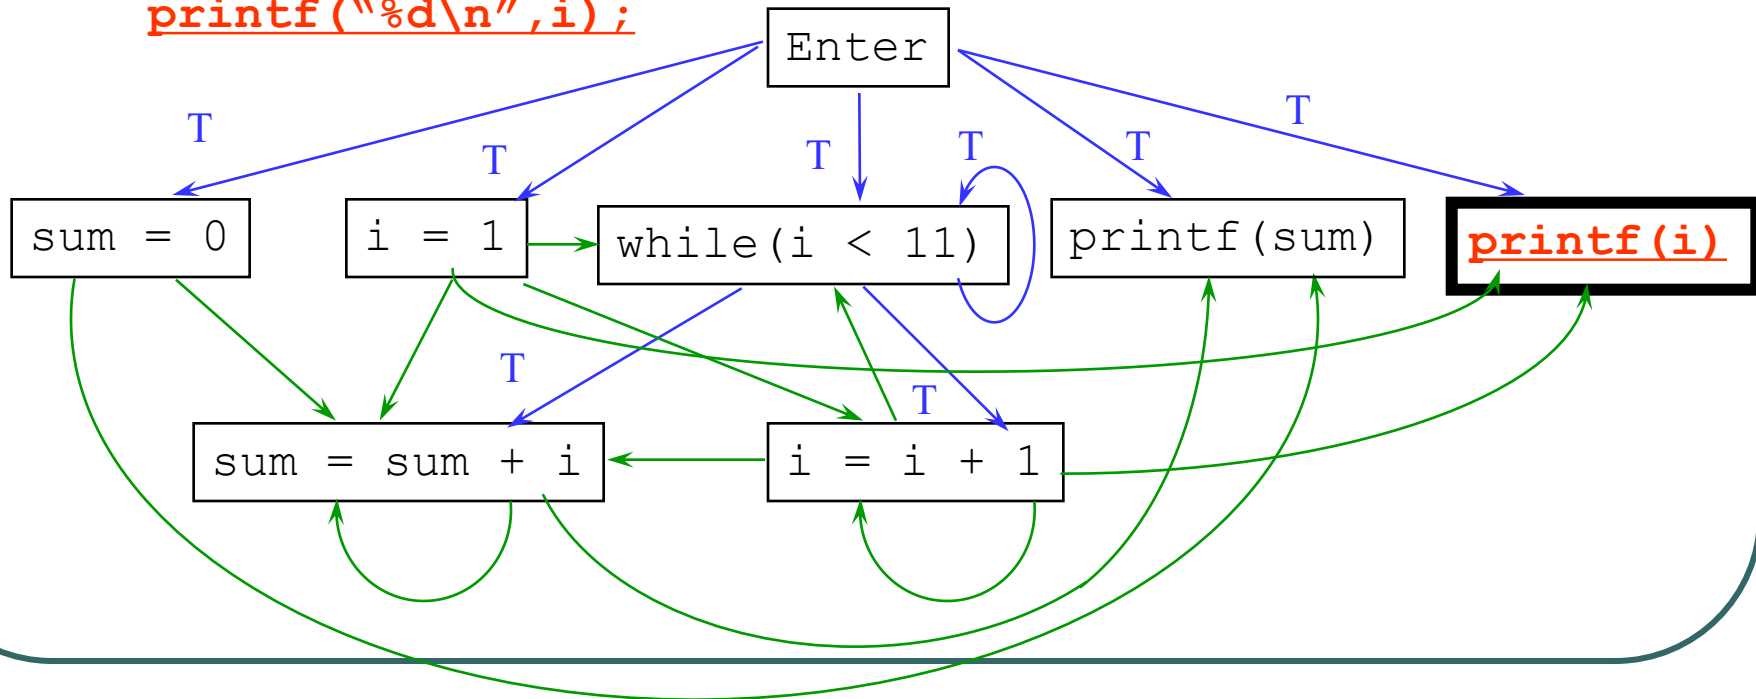 printf("%d\n",i);
Enter
T
T
T
T
T
T
sum = 0
i = 1
while(i < 11)
printf(sum)
printf(i)
T
T
sum = sum + i
i = i + 1